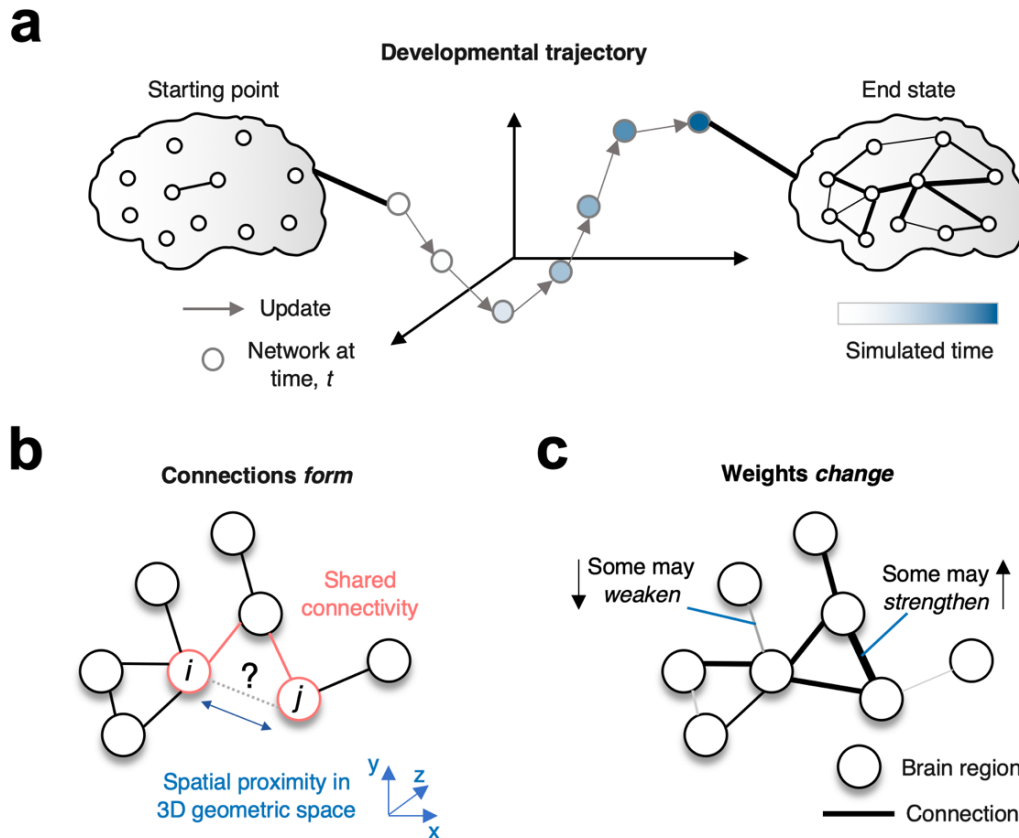 a
Developmental trajectory
Starting point
End state
Update
Network at
time, t
Simulated time
b
Connections form
Shared
connectivity
i
?
j
Spatial proximity in
3D geometric space
y
z
x
c
Weights change
Some may
weaken
Some may
strengthen
Brain region
Connection